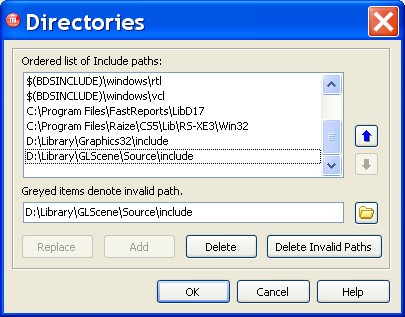 Directories
Ordered list of Include paths:
$(BDSINCLUDE)\windows\rtl
$(BDSINCLUDE)\windows\vcl
C:\Program Files\FastReports\LibD17
C:\Program Files\Raize\CS5\Lib\RS-XE3\Win32
D:\Library\Graphics32\include
D:\Library\GLScene\Source\include
Greyed items denote invalid path.
D:\Library\GLScene\Source\include
Replace Add Delete Delete Invalid Paths
OK Cancel Help